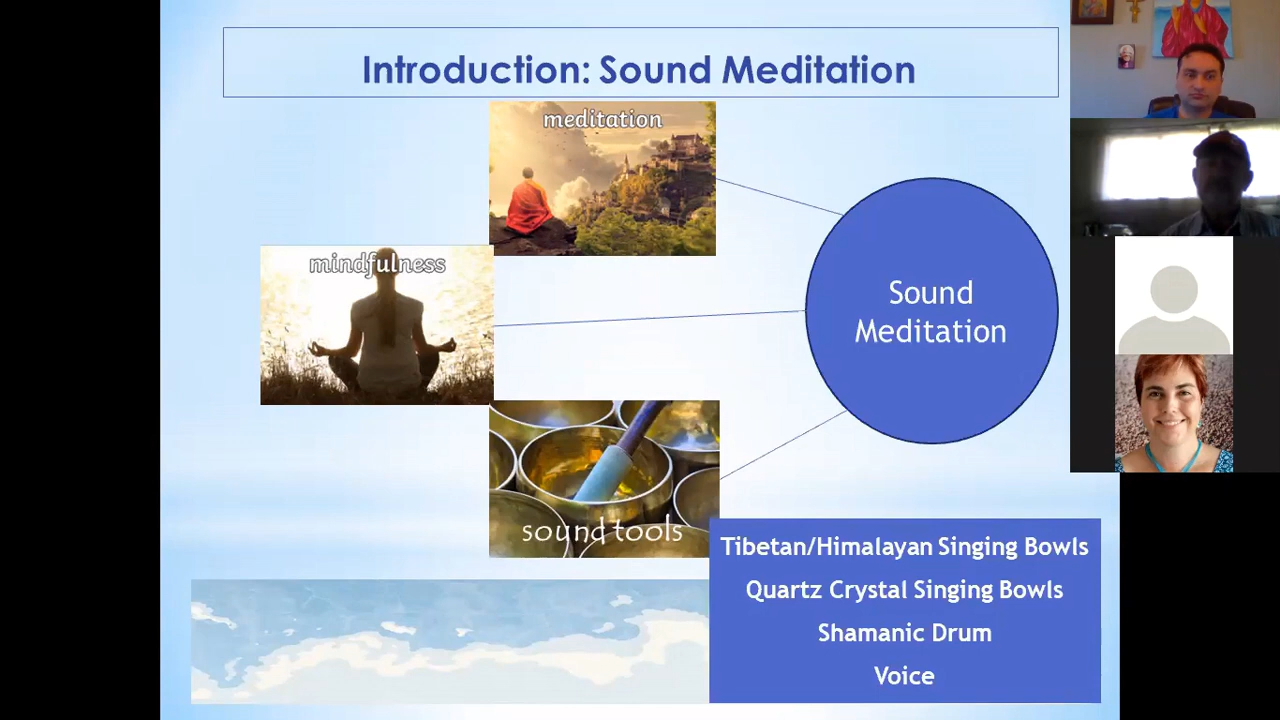 Introduction: Sound Meditation
meditation
mindfulness
Sound
Meditation
sound tools
Tibetan/Himalayan Singing Bowls
Quartz Crystal Singing Bowls
Shamanic Drum
Voice